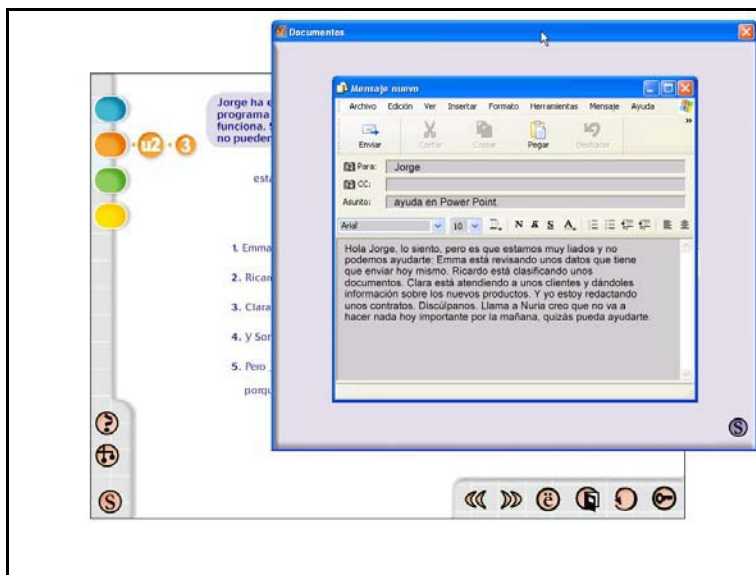 Documentos
Jorge ha e
programa
funciona. S
no pueden
u2 · 3
está
1. Emma
2. Ricar
3. Clara
4. Y Son
5. Pero J
porqu
Mensaje nuevo
Archivo Edición Ver Insertar Formato Herramientas Mensaje Ayuda
Enviar Cortar Copiar Pegar Deshacer
Para: Jorge
CC:
Asunto: ayuda en Power Point
Arial 10 N K S A
Hola Jorge, lo siento, pero es que estamos muy liados y no
podemos ayudarte: Emma está revisando unos datos que tiene
que enviar hoy mismo. Ricardo está clasificando unos
documentos. Clara está atendiendo a unos clientes y dándoles
información sobre los nuevos productos. Y yo estoy redactando
unos contratos. Discúlpanos. Llama a Nuria creo que no va a
hacer nada hoy importante por la mañana, quizás pueda ayudarte.
S
?
S
ë